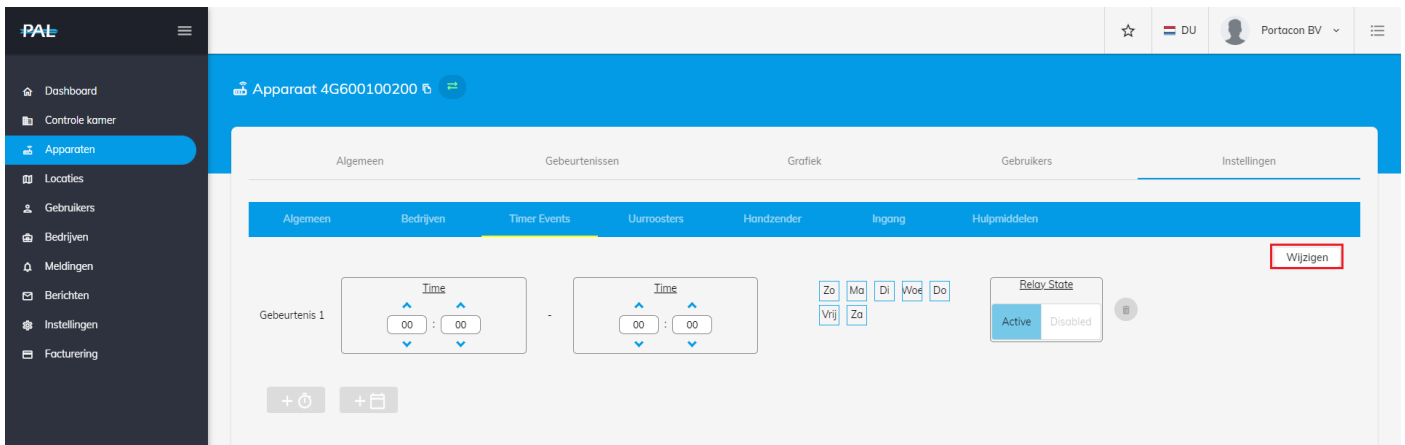 PAL
DU
Portacon BV
Dashboard
Controle kamer
Apparaten
Locaties
Gebruikers
Bedrijven
Meldingen
Berichten
Instellingen
Facturering
Apparaat 4G600100200
Algemeen Gebeurtenissen Grafiek Gebruikers Instellingen
Algemeen Bedrijven Timer Events Uurroosters Handzender Ingang Hulpmiddelen
Wijzigen
Gebeurtenis 1
Time
00 : 00
-
Time
00 : 00
Zo Ma Di Woe Do
Vrij Za
Relay State
Active Disabled